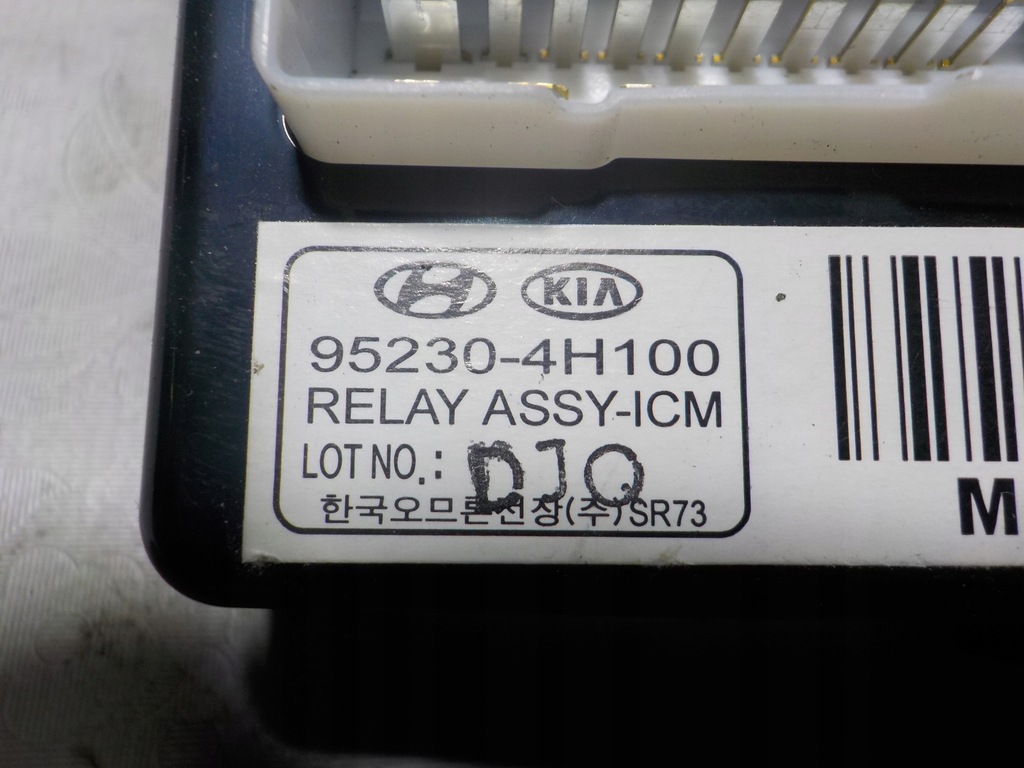 KIA
95230-4H100
RELAY ASSY-ICM
LOT NO.: DJQ
한국오므론전장(주)SR73
M